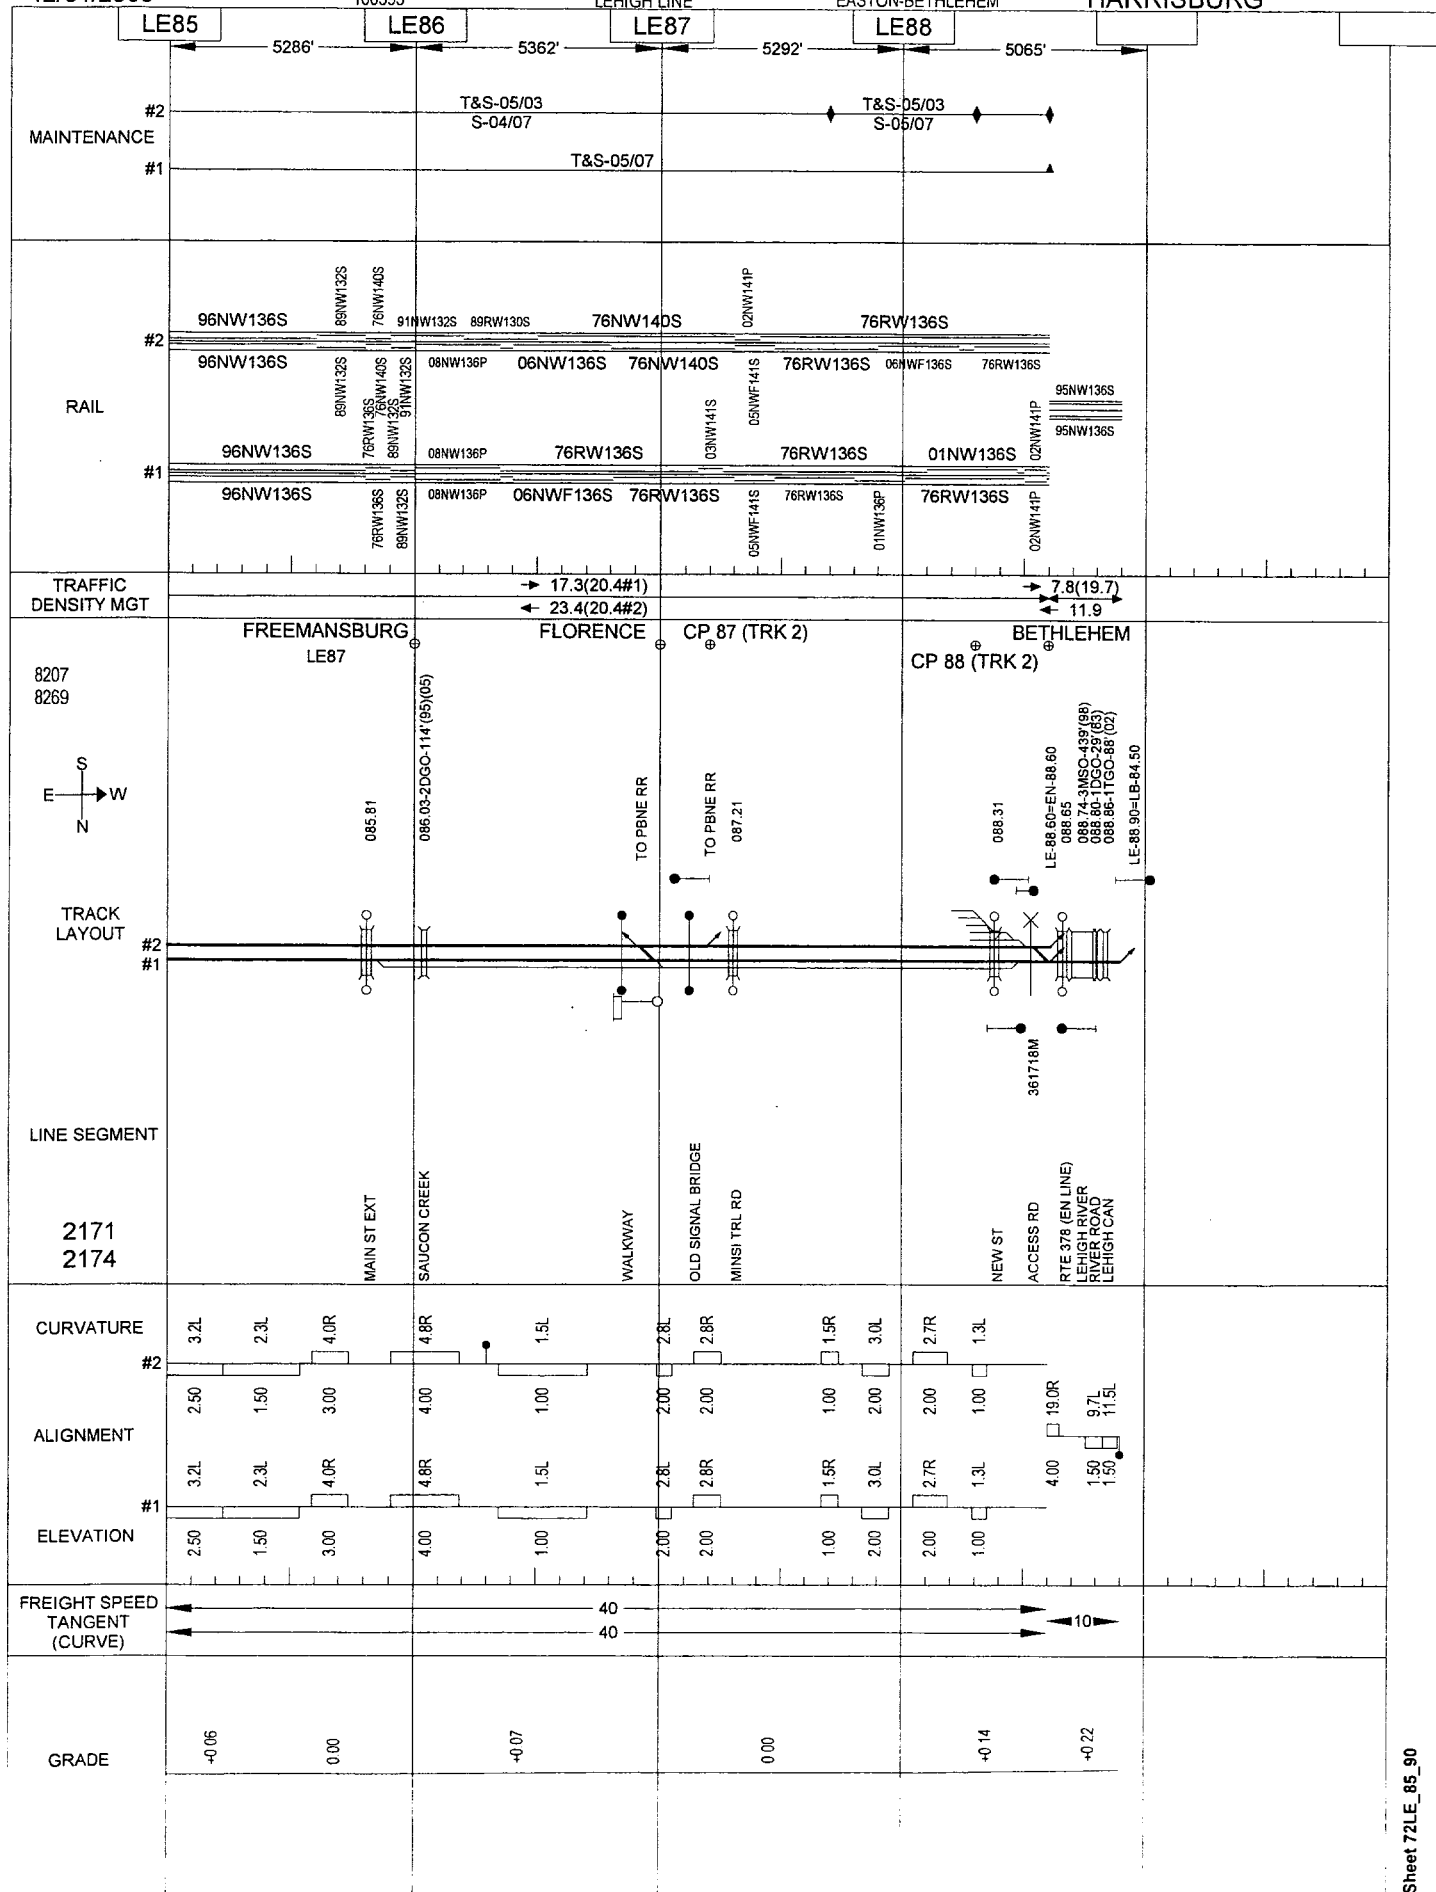 LEHIGH LINE
EASTON-BETHLEHEM
HARRISBURG
LE85 LE86 LE87 LE88
5286' 5362' 5292' 5065'
MAINTENANCE
#2 T&S-05/03 T&S-05/03
S-04/07 S-05/07
#1 T&S-05/07
RAIL
89NW132S 76NW140S 02NW141P
96NW136S 91NW132S 89RW130S 76NW140S 76RW136S
#2
96NW136S 08NW136P 06NW136S 76NW140S 76RW136S 06NWF136S 76RW136S
89NW132S 76NW140S 91NW132S 05NWF141S
95NW136S
95NW136S
76RW136S 89NW132S 03NW141S 02NW141P
96NW136S 08NW136P 76RW136S 76RW136S 01NW136S
#1
96NW136S 08NW136P 06NWF136S 76RW136S 76RW136S 76RW136S
76RW136S 89NW132S 05NWF141S 01NW136P 02NW141P
TRAFFIC
DENSITY MGT
17.3(20.4#1) 7.8(19.7)
23.4(20.4#2) 11.9
FREEMANSBURG FLORENCE CP 87 (TRK 2) BETHLEHEM
LE87 CP 88 (TRK 2)
8207
8269
S
E W
N
085.81
086.03-2DGO-114'(95)(05)
TO PBNE RR
TO PBNE RR
087.21
088.31
LE-88.60=EN-88.60
088.65
088.74-3MSO-439'(98)
088.80-1DGO-29'(83)
088.86-1TGO-88'(02)
LE-88.90=LB-84.50
TRACK
LAYOUT
#2
#1
361718M
LINE SEGMENT
2171
2174
MAIN ST EXT
SAUCON CREEK
WALKWAY
OLD SIGNAL BRIDGE
MINSI TRL RD
NEW ST
ACCESS RD
RTE 378 (EN LINE)
LEHIGH RIVER
RIVER ROAD
LEHIGH CAN
CURVATURE
3.2L 2.3L 4.0R 4.8R 1.5L 2.8L 2.8R 1.5R 3.0L 2.7R 1.3L
#2
2.50 1.50 3.00 4.00 1.00 2.00 2.00 1.00 2.00 2.00 1.00
19.0R 9.7L 11.5L
ALIGNMENT
4.00 1.50 1.50
3.2L 2.3L 4.0R 4.8R 1.5L 2.8L 2.8R 1.5R 3.0L 2.7R 1.3L
#1
ELEVATION
2.50 1.50 3.00 4.00 1.00 2.00 2.00 1.00 2.00 2.00 1.00
FREIGHT SPEED
TANGENT
(CURVE)
40
40
10
GRADE
+0 06 0.00 +0.07 0 00 +0 14 +0 22
Sheet 72LE_85_90